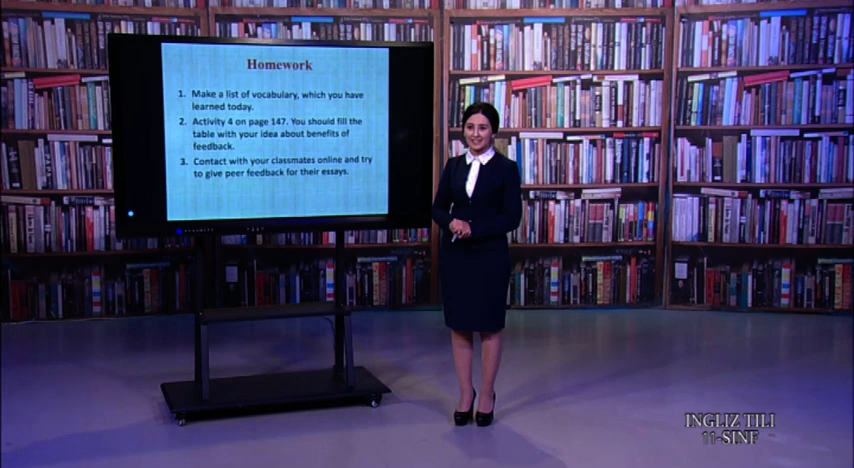 Homework
1. Make a list of vocabulary, which you have
learned today.
2. Activity 4 on page 147. You should fill the
table with your idea about benefits of
feedback.
3. Contact with your classmates online and try
to give peer feedback for their essays.
INGLIZ TILI
11-SINF